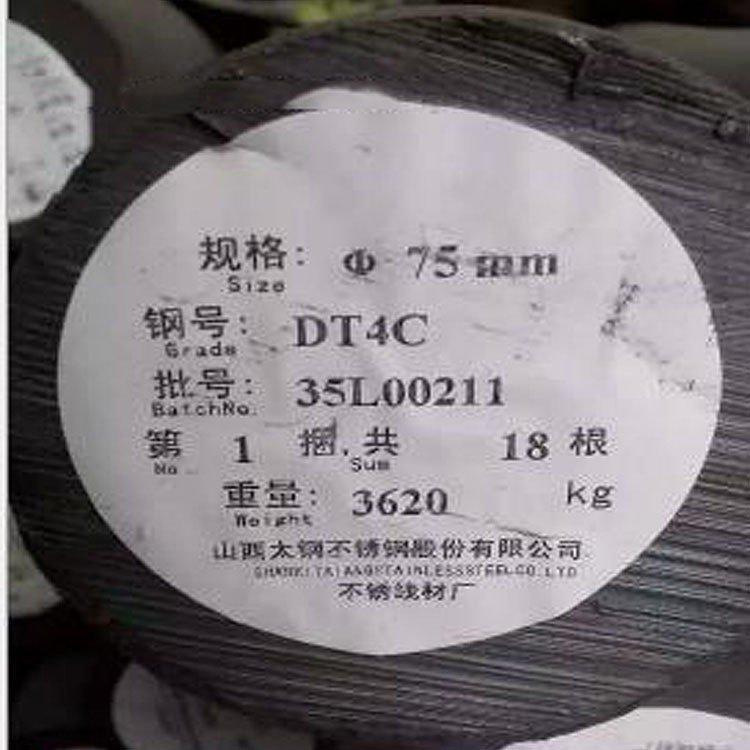 规格: Φ 75 mm
Size
钢号: DT4C
Grade
批号: 35L00211
BatchNo.
第 1 捆,共 18 根
No Sum
重量: 3620 kg
Weight
山西太钢不锈钢股份有限公司
SHANXITAIGANGSTAINLESSSTEELCO.LTD
不锈线材厂